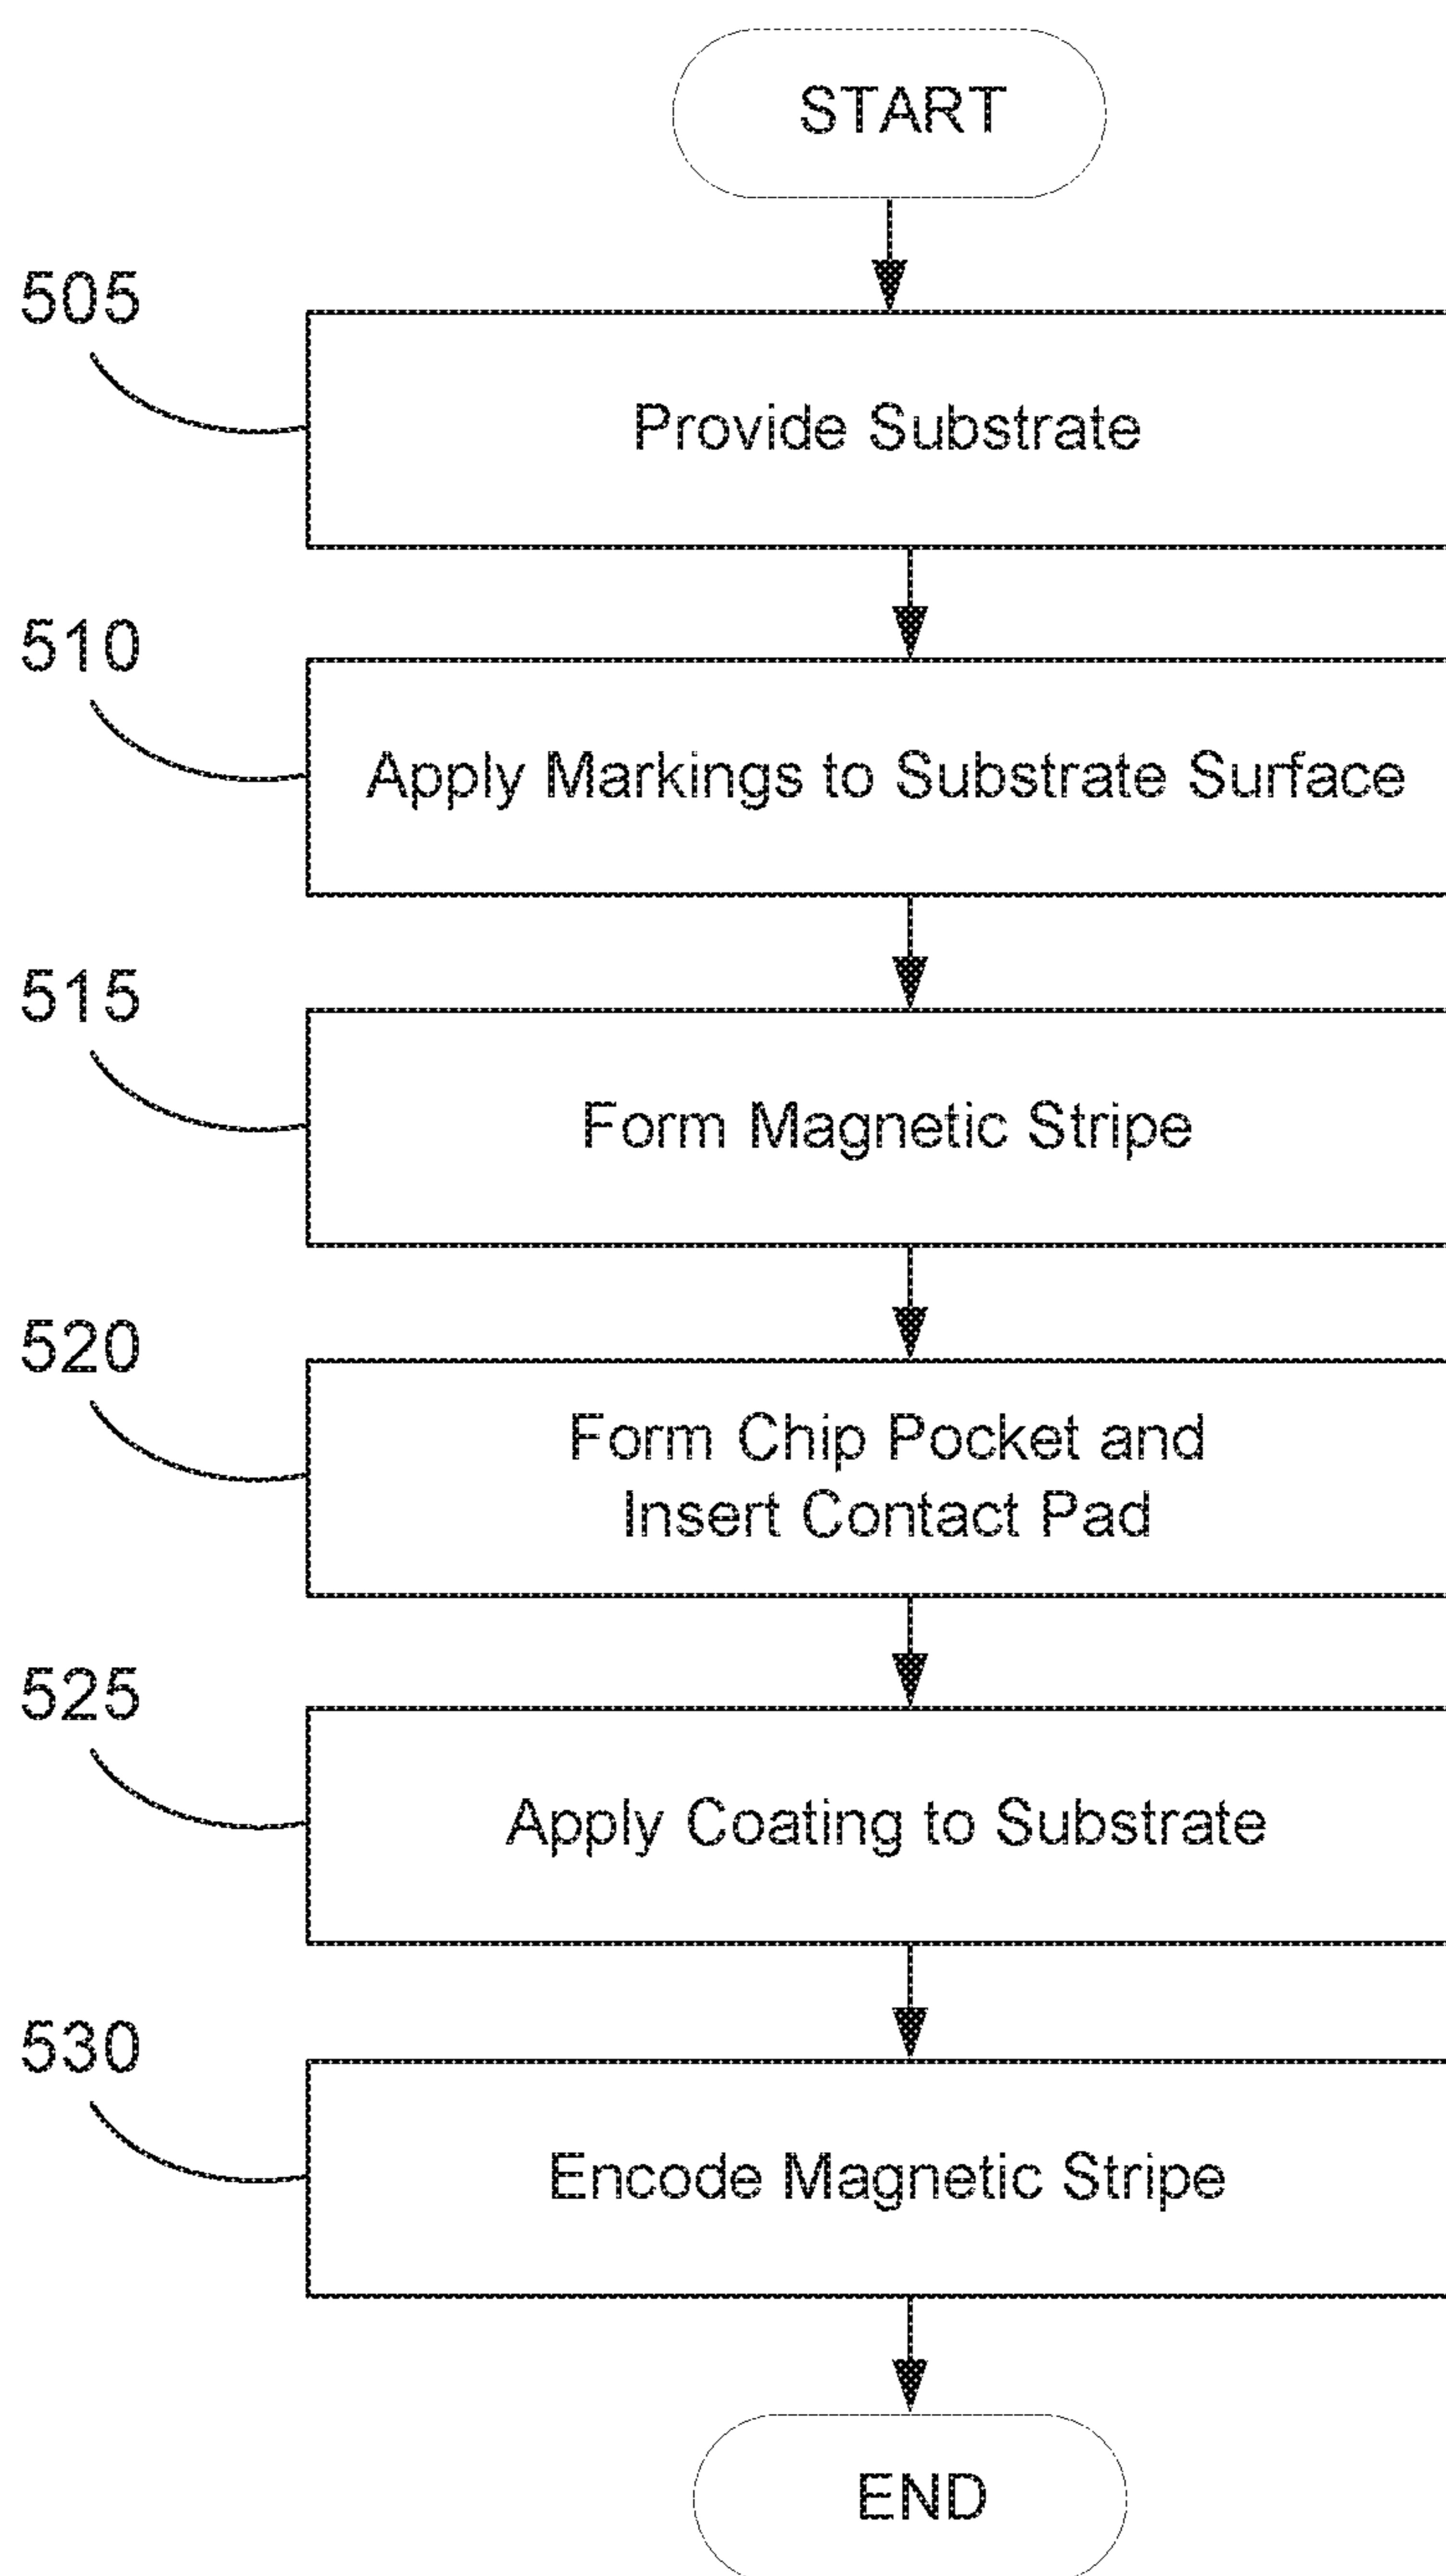 START
505
Provide Substrate
510
Apply Markings to Substrate Surface
515
Form Magnetic Stripe
520
Form Chip Pocket and
Insert Contact Pad
525
Apply Coating to Substrate
530
Encode Magnetic Stripe
END